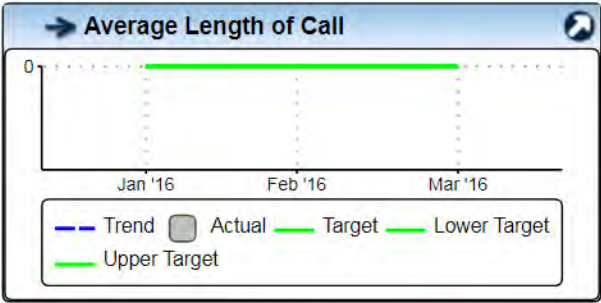 Average Length of Call
0
Jan '16 Feb '16 Mar '16
Trend Actual Target Lower Target
Upper Target